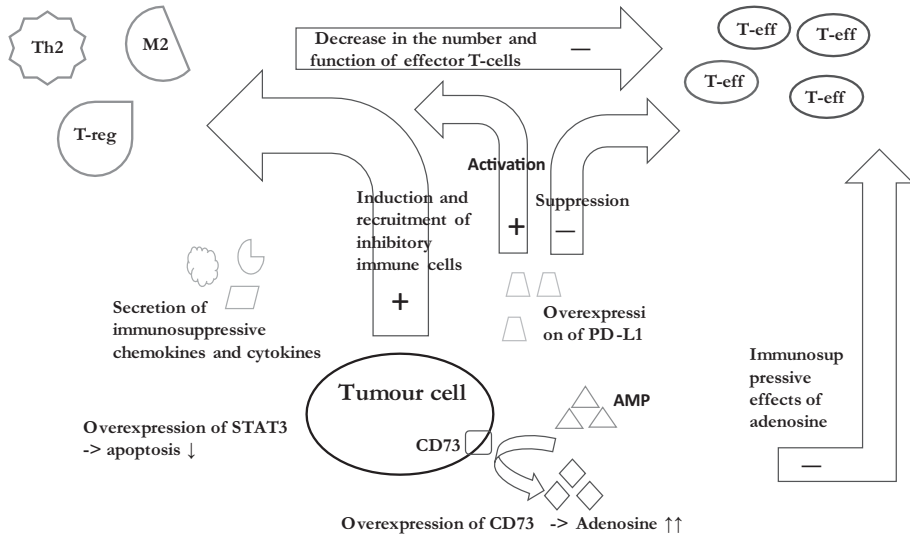 Th2
M2
T-reg
Decrease in the number and
function of effector T-cells
—
T-eff
T-eff
T-eff
T-eff
Activation
Suppression
+
—
Induction and
recruitment of
inhibitory
immune cells
+
Secretion of
immunosuppressive
chemokines and cytokines
Overexpressi
on of PD-L1
Immunosup
pressive
effects of
adenosine
—
Tumour cell
CD73
AMP
Overexpression of STAT3
-> apoptosis ↓
Overexpression of CD73 -> Adenosine ↑↑